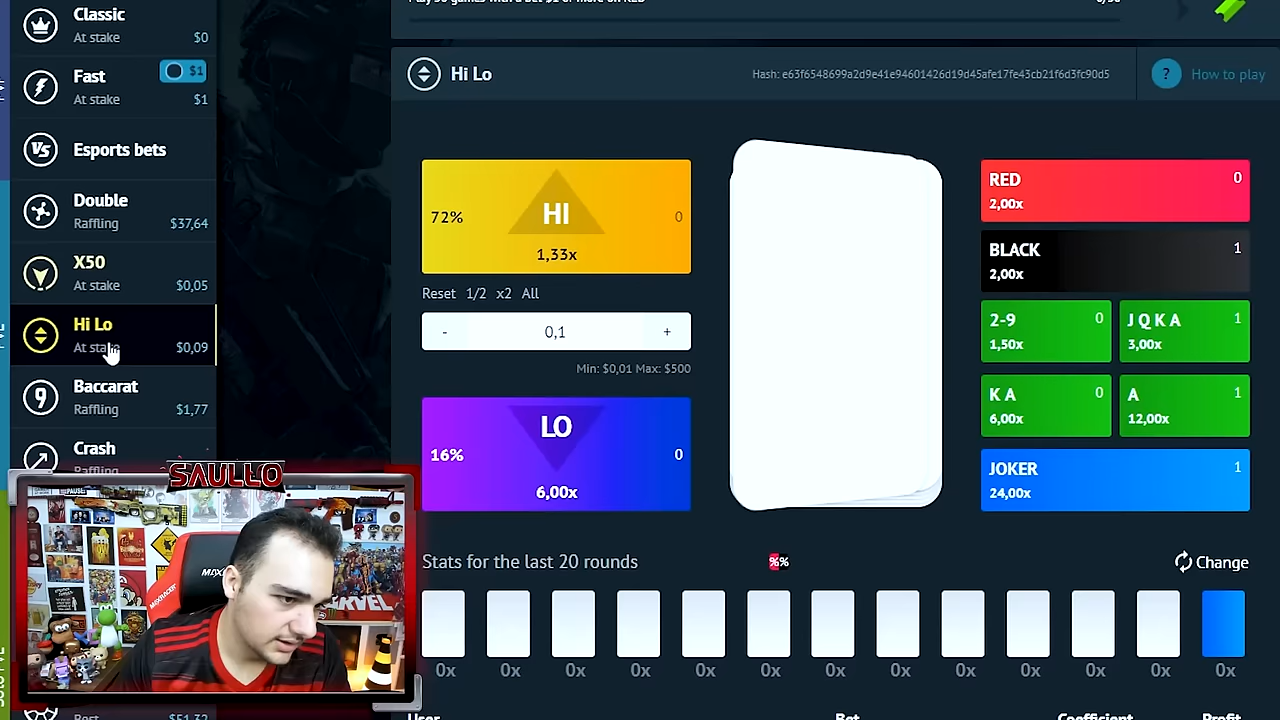 Classic
At stake $0
Fast $1
At stake $1
Esports bets
Double
Raffling $37,64
X50
At stake $0,05
Hi Lo
At stake $0,09
Baccarat
Raffling $1,77
Crash
SAULLO
MARVEL
Hi Lo
Hash: e63f6548699a2d9e41e94601426d19d45afe17fe43cb21f6d3fc90d5
? How to play
72% HI 0
1,33x
Reset 1/2 x2 All
- 0,1 +
Min: $0,01 Max: $500
16% LO 0
6,00x
RED 0
2,00x
BLACK 1
2,00x
2-9 0
1,50x
J Q K A 1
3,00x
K A 0
6,00x
A 1
12,00x
JOKER 1
24,00x
Stats for the last 20 rounds
%%
Change
0x 0x 0x 0x 0x 0x 0x 0x 0x 0x 0x 0x 0x
User Bet Coefficient Profit